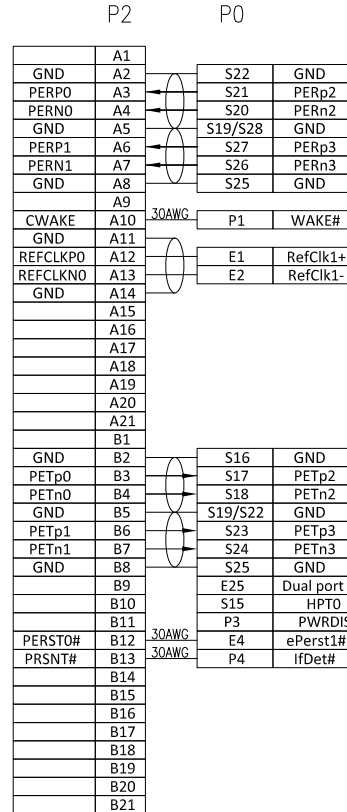 P2 P0
A1
GND A2 S22 GND
PERP0 A3 S21 PERp2
PERN0 A4 S20 PERn2
GND A5 S19/S28 GND
PERP1 A6 S27 PERp3
PERN1 A7 S26 PERn3
GND A8 S25 GND
A9
CWAKE A10 30AWG P1 WAKE#
GND A11
REFCLKP0 A12 E1 RefClk1+
REFCLKN0 A13 E2 RefClk1-
GND A14
A15
A16
A17
A18
A19
A20
A21
B1
GND B2 S16 GND
PETp0 B3 S17 PETp2
PETn0 B4 S18 PETn2
GND B5 S19/S22 GND
PETp1 B6 S23 PETp3
PETn1 B7 S24 PETn3
GND B8 S25 GND
B9 E25 Dual port
B10 S15 HPT0
B11 P3 PWRDIS
PERST0# B12 30AWG E4 ePerst1#
PRSNT# B13 30AWG P4 IfDet#
B14
B15
B16
B17
B18
B19
B20
B21